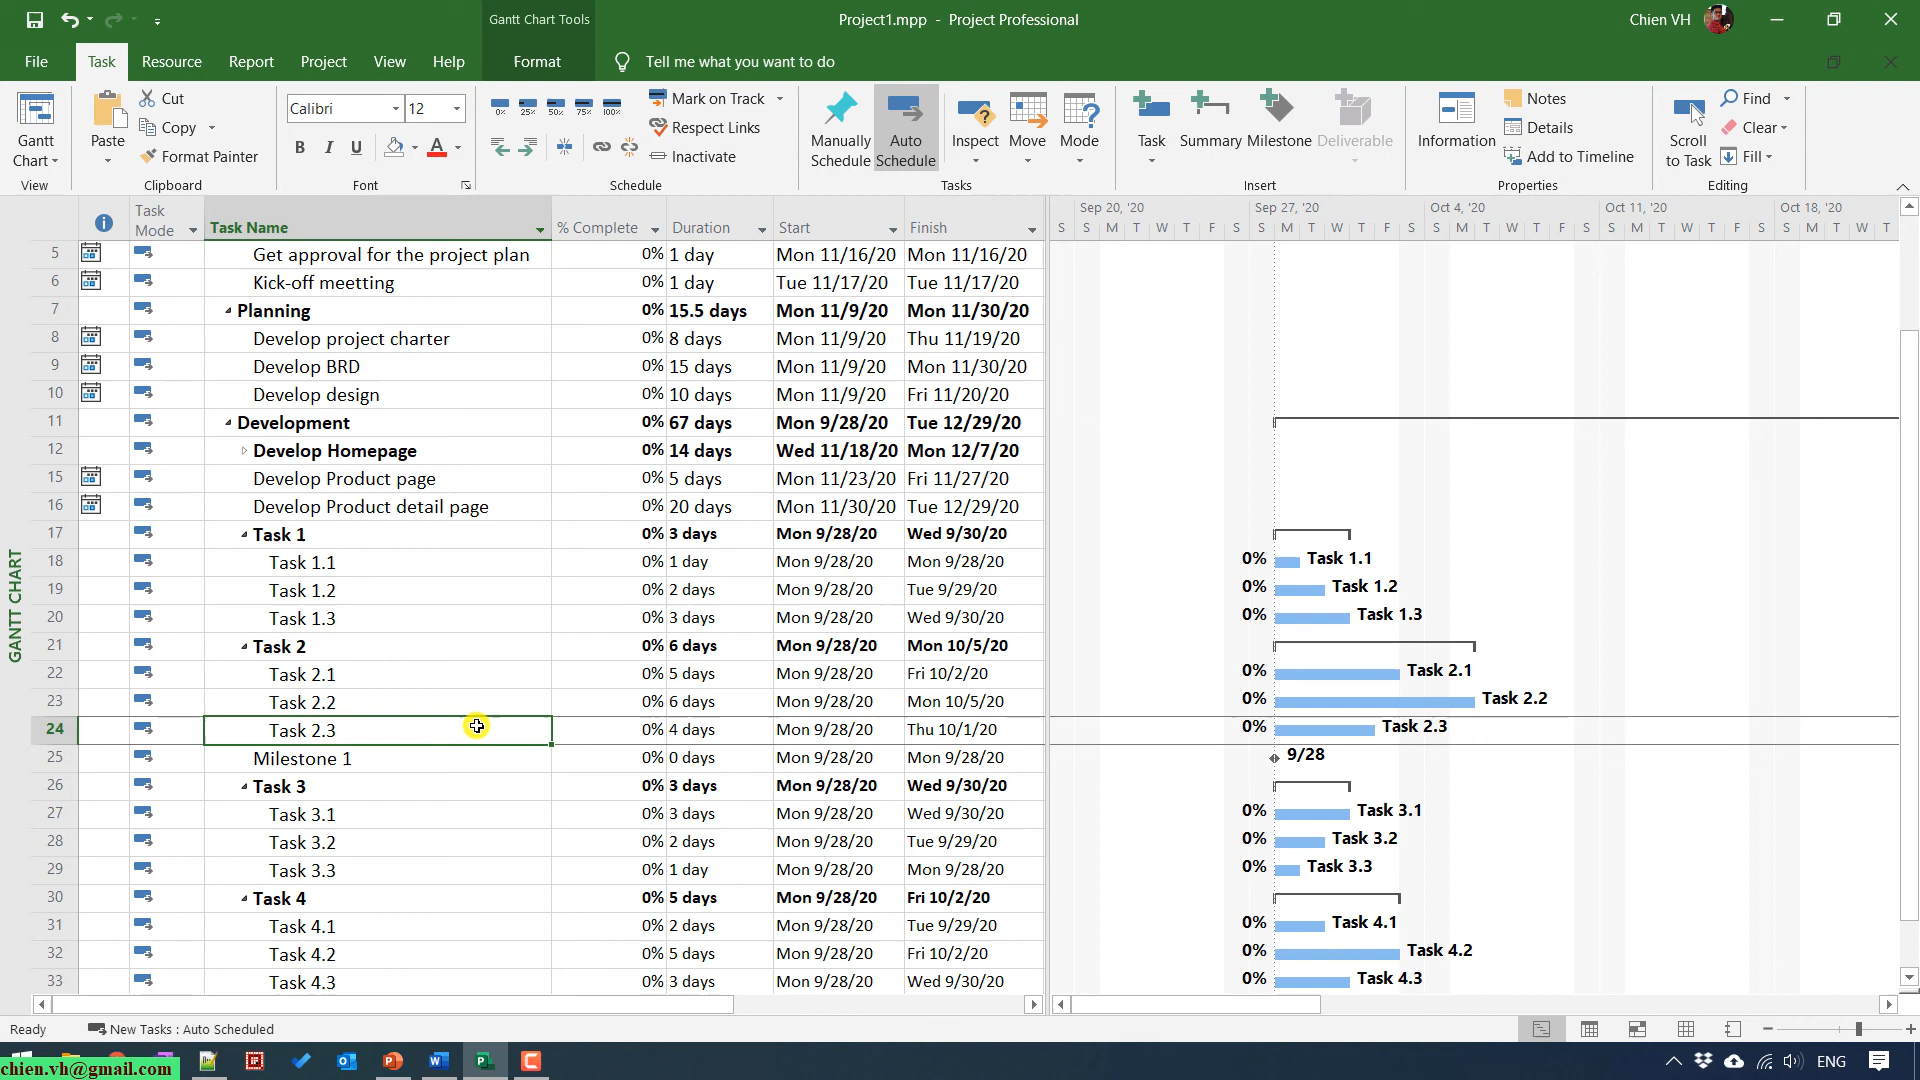 Gantt Chart Tools
Project1.mpp - Project Professional
Chien VH
File Task Resource Report Project View Help Format Tell me what you want to do
Gantt Chart
Paste
Cut
Copy
Format Painter
Calibri 12
B I U A
0% 25% 50% 75% 100%
Mark on Track
Respect Links
Inactivate
Manually Schedule
Auto Schedule
Inspect
Move
Mode
Task
Summary
Milestone
Deliverable
Information
Notes
Details
Add to Timeline
Scroll to Task
Find
Clear
Fill
View Clipboard Font Schedule Tasks Insert Properties Editing
Task Mode Task Name % Complete Duration Start Finish
Sep 20, '20 Sep 27, '20 Oct 4, '20 Oct 11, '20 Oct 18, '20
S S M T W T F S S M T W T F S S M T W T F S S M T W T F S S M T W T
5 Get approval for the project plan 0% 1 day Mon 11/16/20 Mon 11/16/20
6 Kick-off meetting 0% 1 day Tue 11/17/20 Tue 11/17/20
7 Planning 0% 15.5 days Mon 11/9/20 Mon 11/30/20
8 Develop project charter 0% 8 days Mon 11/9/20 Thu 11/19/20
9 Develop BRD 0% 15 days Mon 11/9/20 Mon 11/30/20
10 Develop design 0% 10 days Mon 11/9/20 Fri 11/20/20
11 Development 0% 67 days Mon 9/28/20 Tue 12/29/20
12 Develop Homepage 0% 14 days Wed 11/18/20 Mon 12/7/20
15 Develop Product page 0% 5 days Mon 11/23/20 Fri 11/27/20
16 Develop Product detail page 0% 20 days Mon 11/30/20 Tue 12/29/20
17 Task 1 0% 3 days Mon 9/28/20 Wed 9/30/20
18 Task 1.1 0% 1 day Mon 9/28/20 Mon 9/28/20 0% Task 1.1
19 Task 1.2 0% 2 days Mon 9/28/20 Tue 9/29/20 0% Task 1.2
20 Task 1.3 0% 3 days Mon 9/28/20 Wed 9/30/20 0% Task 1.3
21 Task 2 0% 6 days Mon 9/28/20 Mon 10/5/20
22 Task 2.1 0% 5 days Mon 9/28/20 Fri 10/2/20 0% Task 2.1
23 Task 2.2 0% 6 days Mon 9/28/20 Mon 10/5/20 0% Task 2.2
24 Task 2.3 0% 4 days Mon 9/28/20 Thu 10/1/20 0% Task 2.3
25 Milestone 1 0% 0 days Mon 9/28/20 Mon 9/28/20 9/28
26 Task 3 0% 3 days Mon 9/28/20 Wed 9/30/20
27 Task 3.1 0% 3 days Mon 9/28/20 Wed 9/30/20 0% Task 3.1
28 Task 3.2 0% 2 days Mon 9/28/20 Tue 9/29/20 0% Task 3.2
29 Task 3.3 0% 1 day Mon 9/28/20 Mon 9/28/20 0% Task 3.3
30 Task 4 0% 5 days Mon 9/28/20 Fri 10/2/20
31 Task 4.1 0% 2 days Mon 9/28/20 Tue 9/29/20 0% Task 4.1
32 Task 4.2 0% 5 days Mon 9/28/20 Fri 10/2/20 0% Task 4.2
33 Task 4.3 0% 3 days Mon 9/28/20 Wed 9/30/20 0% Task 4.3
GANTT CHART
Ready New Tasks : Auto Scheduled
chien.vh@gmail.com
ENG